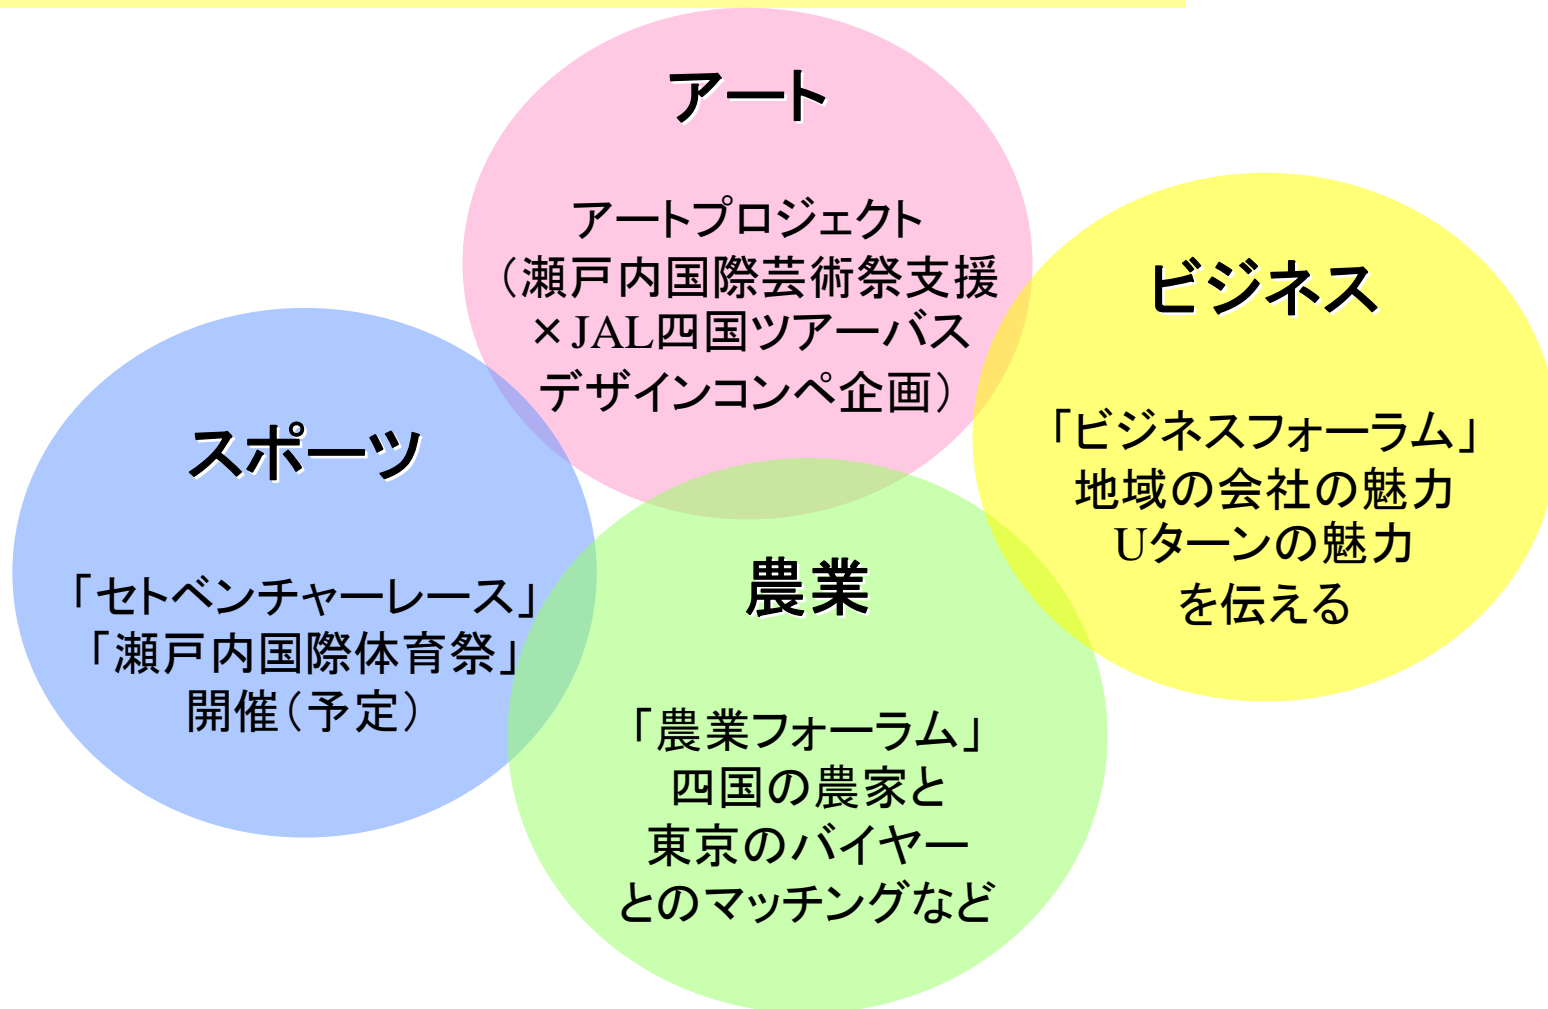 アート
アートプロジェクト
（瀬戸内国際芸術祭支援
×JAL四国ツアーバス
デザインコンペ企画）
ビジネス
「ビジネスフォーラム」
地域の会社の魅力
Uターンの魅力
を伝える
スポーツ
「セトベンチャーレース」
「瀬戸内国際体育祭」
開催（予定）
農業
「農業フォーラム」
四国の農家と
東京のバイヤー
とのマッチングなど